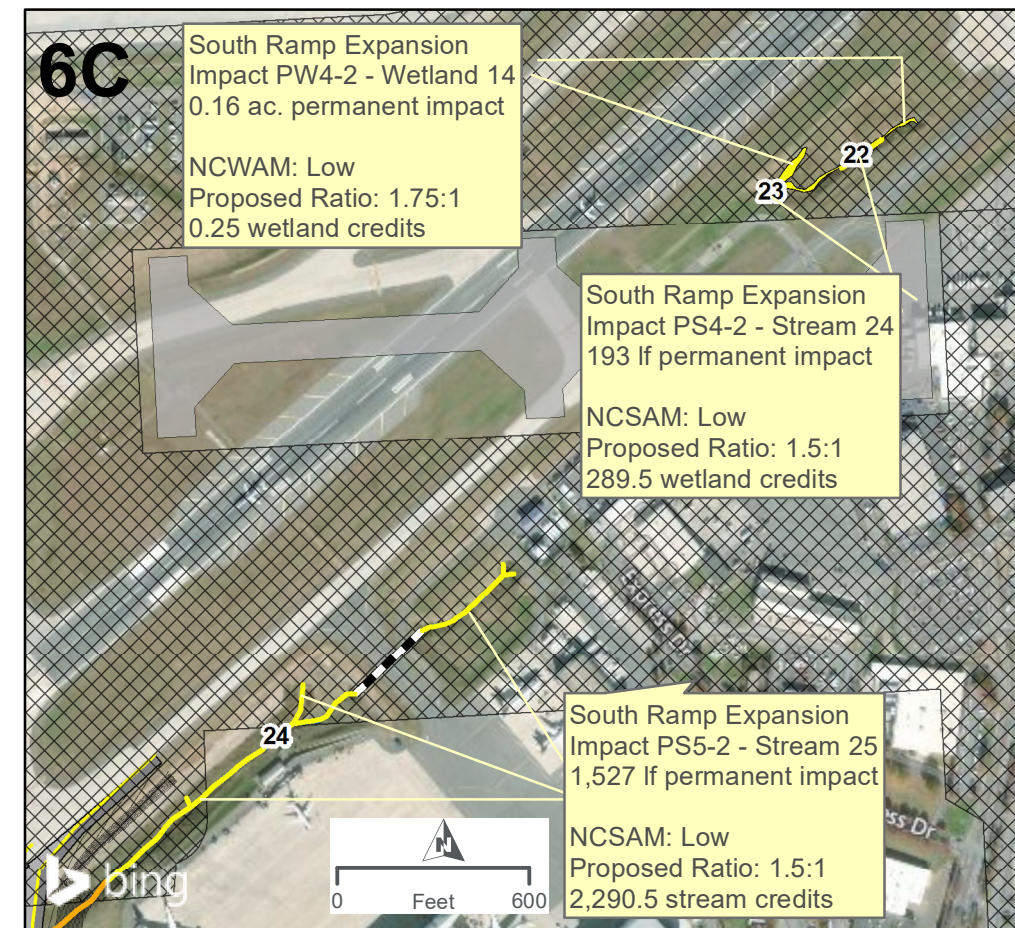 6C
South Ramp Expansion
Impact PW4-2 - Wetland 14
0.16 ac. permanent impact
NCWAM: Low
Proposed Ratio: 1.75:1
0.25 wetland credits
22
23
South Ramp Expansion
Impact PS4-2 - Stream 24
193 lf permanent impact
NCSAM: Low
Proposed Ratio: 1.5:1
289.5 wetland credits
Express Dr
24
South Ramp Expansion
Impact PS5-2 - Stream 25
1,527 lf permanent impact
NCSAM: Low
Proposed Ratio: 1.5:1
2,290.5 stream credits
ss Dr
N
0 Feet 600
bing